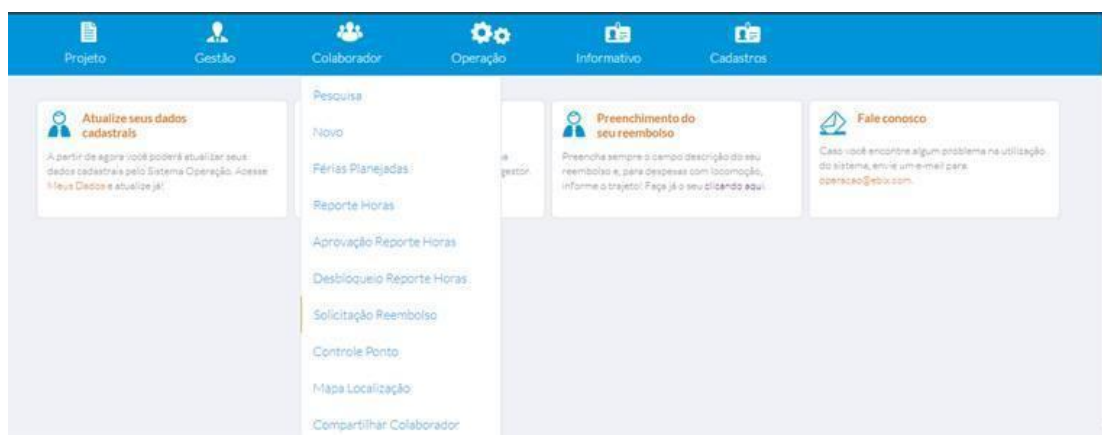 Projeto
Gestão
Colaborador
Operação
Informativo
Cadastros
Pesquisa
Novo
Férias Planejadas
Reporte Horas
Aprovação Reporte Horas
Desbloqueio Reporte Horas
Solicitação Reembolso
Controle Ponto
Mapa Localização
Compartilhar Colaborador
Atualize seus dados
cadastrais
A partir de agora você poderá atualizar seus
dados cadastrais pelo Sistema Operação. Acesse
Meus Dados e atualize já!
gestor.
Preenchimento do
seu reembolso
Preencha sempre o campo descrição do seu
reembolso e, para despesas com locomoção,
informe o trajeto! Faça já o seu clicando aqui.
Fale conosco
Caso você encontre algum problema na utilização
do sistema, envie um e-mail para
operacao@ebix.com.